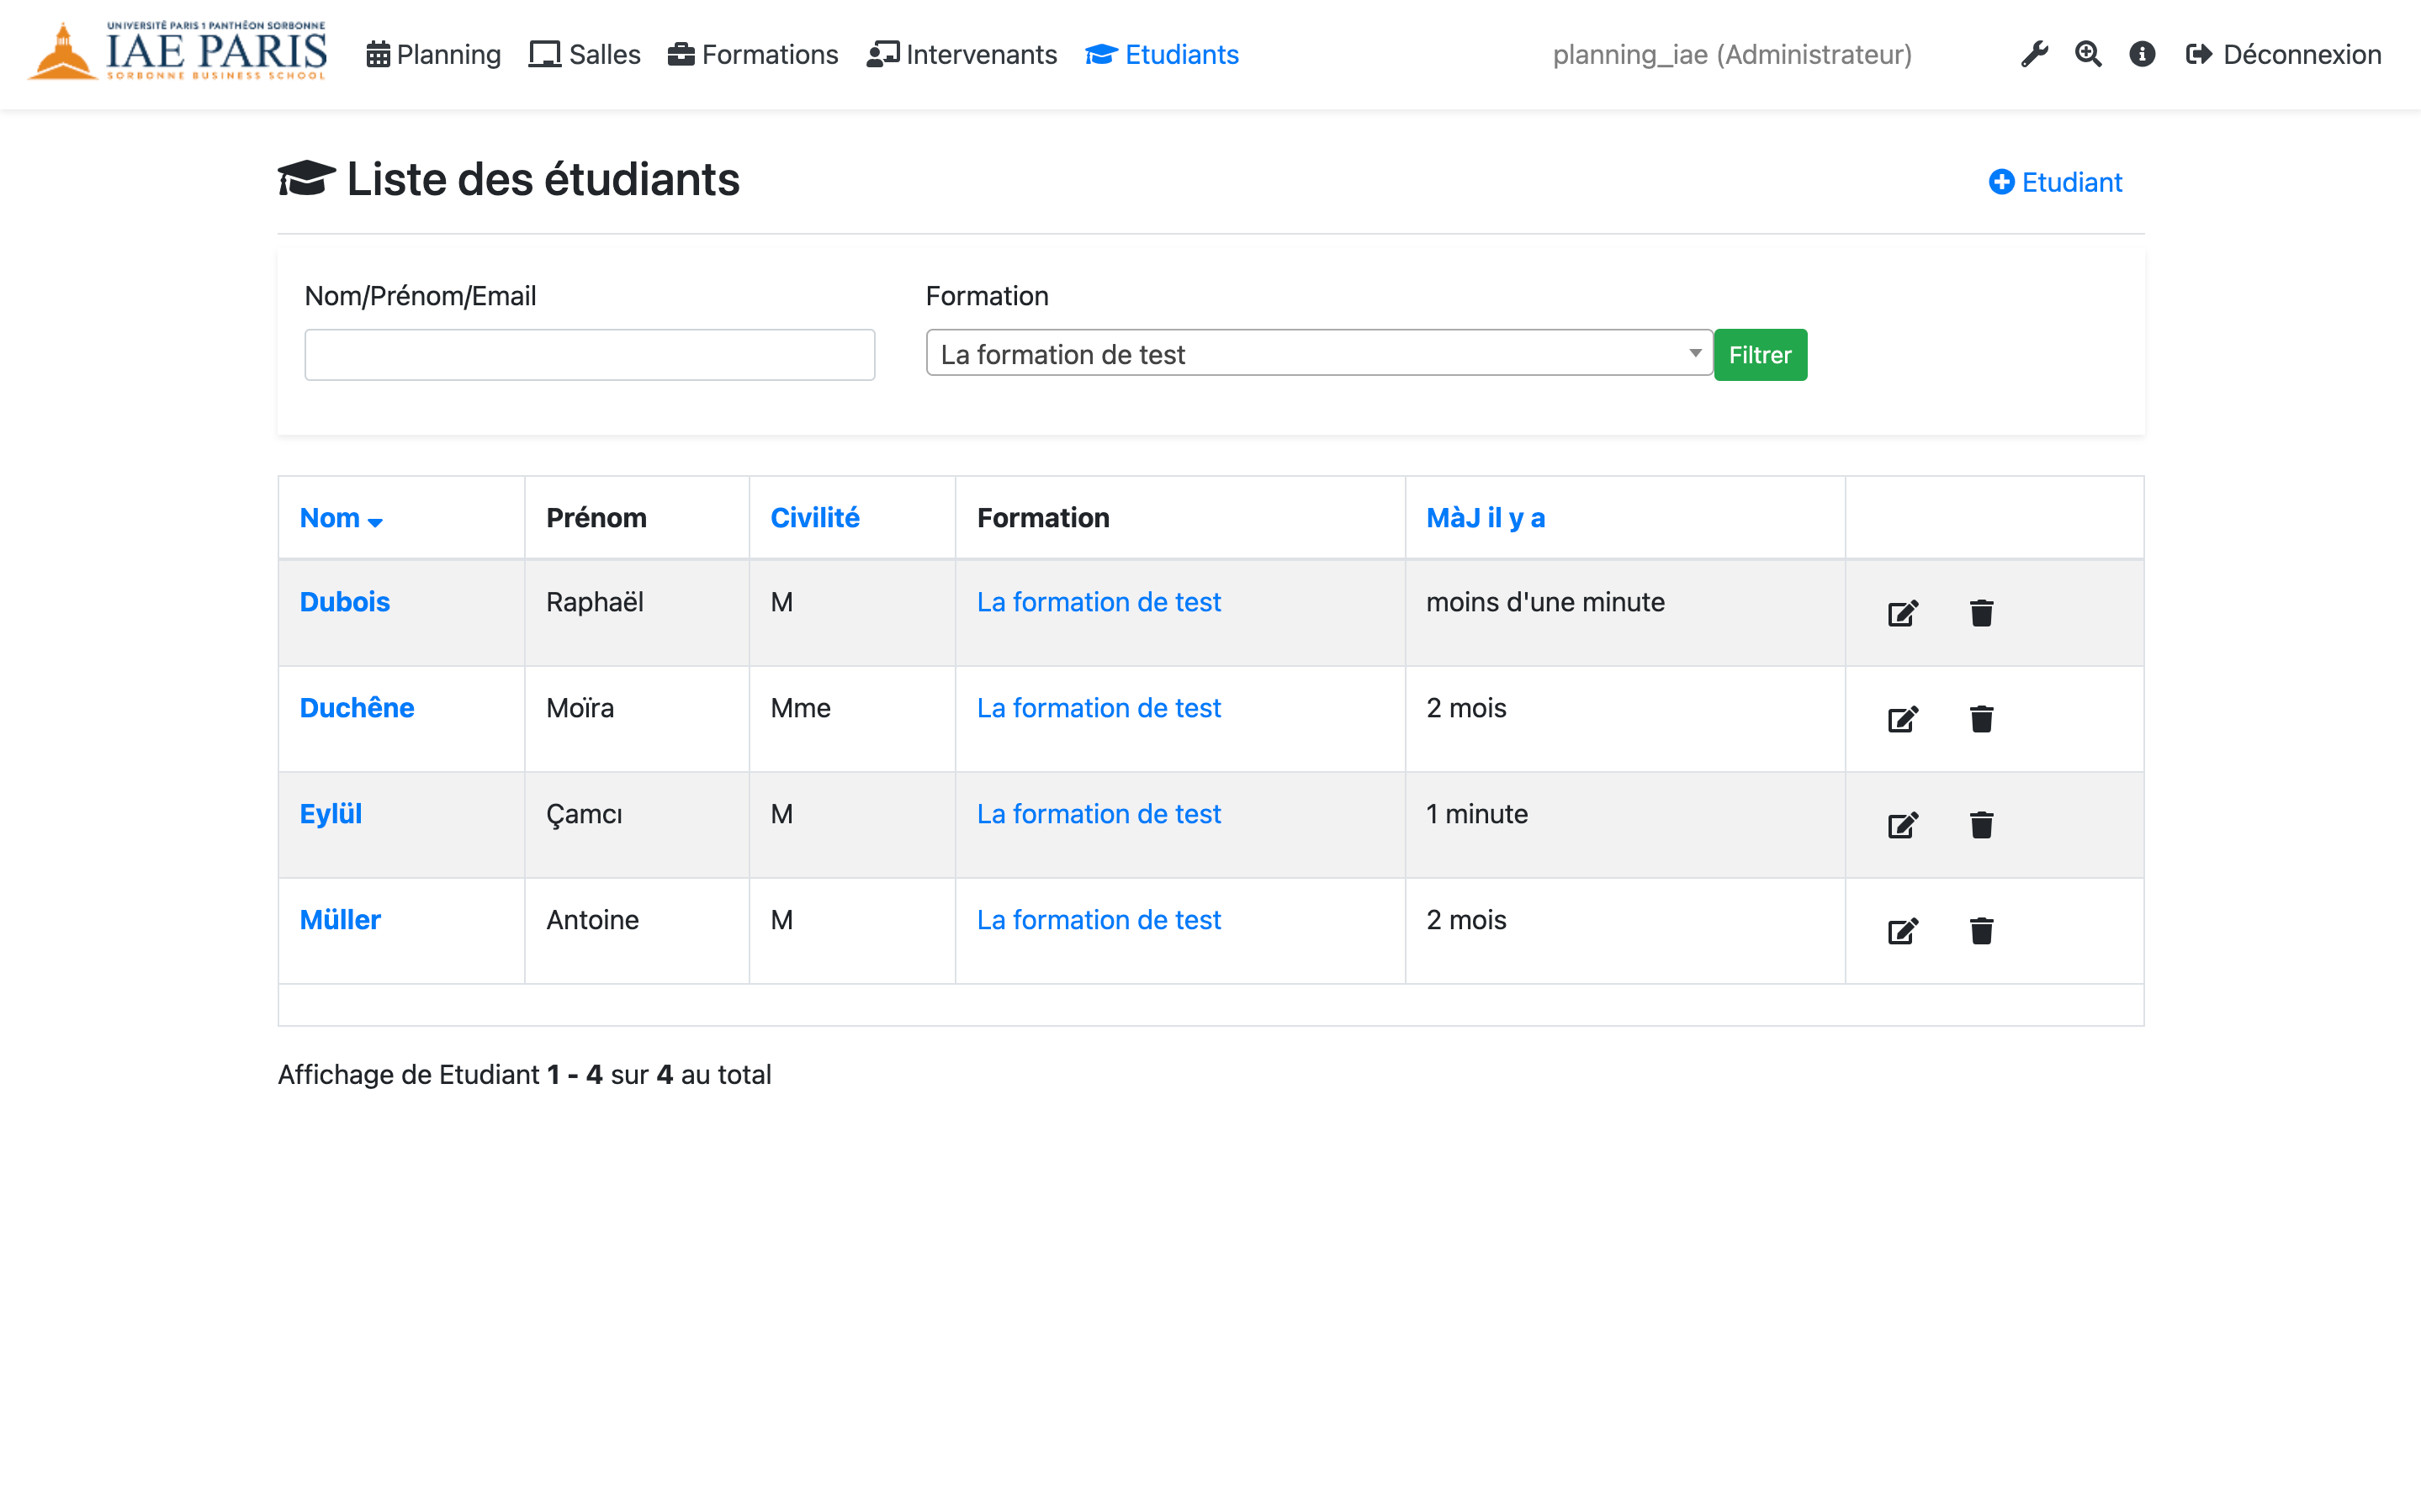 UNIVERSITÉ PARIS 1 PANTHÉON SORBONNE
IAE PARIS
SORBONNE BUSINESS SCHOOL
Planning Salles Formations Intervenants Etudiants planning_iae (Administrateur) Déconnexion
Liste des étudiants Etudiant
Nom/Prénom/Email Formation
La formation de test Filtrer
Nom Prénom Civilité Formation MàJ il y a
Dubois Raphaël M La formation de test moins d'une minute
Duchêne Moïra Mme La formation de test 2 mois
Eylül Çamcı M La formation de test 1 minute
Müller Antoine M La formation de test 2 mois
Affichage de Etudiant 1 - 4 sur 4 au total